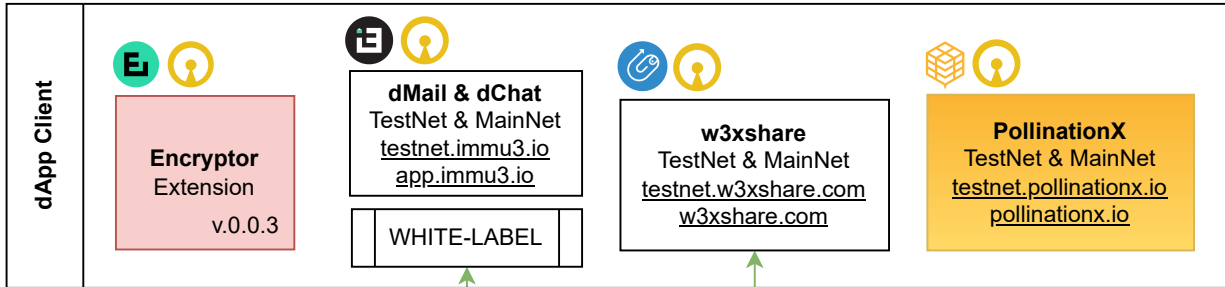 dApp Client
Encryptor
Extension
v.0.0.3
dMail & dChat
TestNet & MainNet
testnet.immu3.io
app.immu3.io
WHITE-LABEL
w3xshare
TestNet & MainNet
testnet.w3xshare.com
w3xshare.com
PollinationX
TestNet & MainNet
testnet.pollinationx.io
pollinationx.io